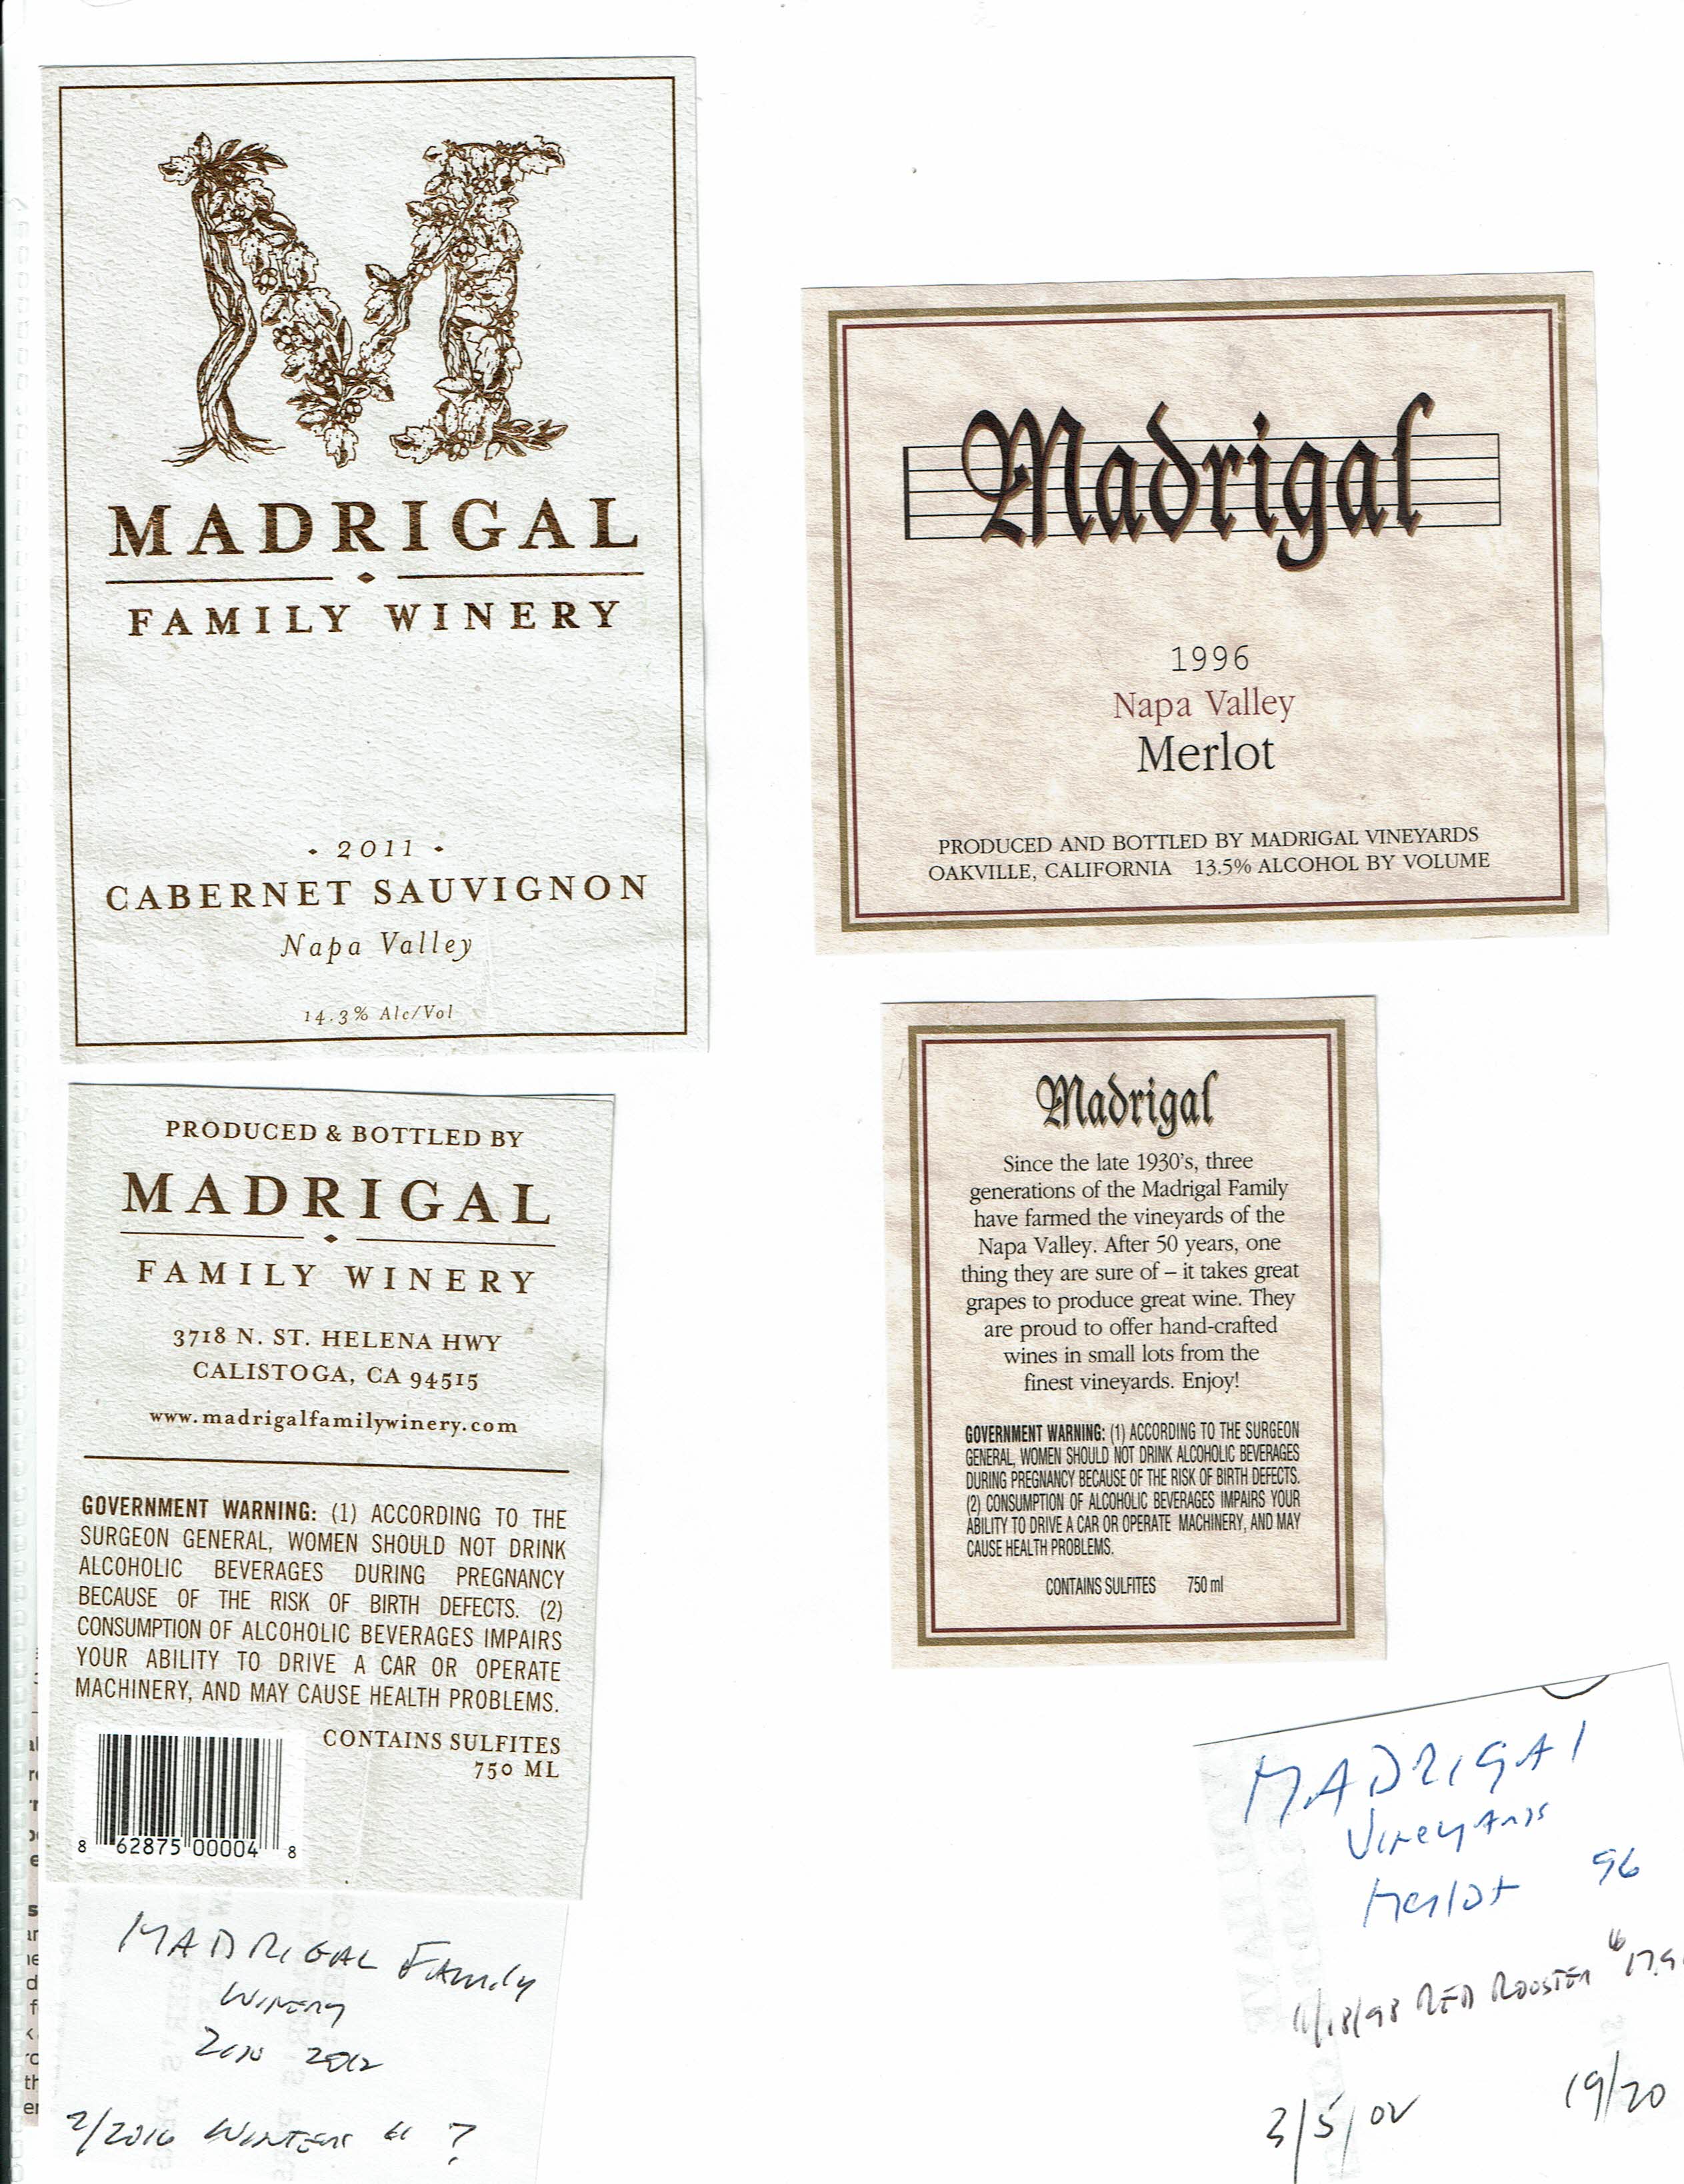 MADRIGAL
FAMILY WINERY
• 2011 •
CABERNET SAUVIGNON
Napa Valley
14.3% Alc/Vol
PRODUCED & BOTTLED BY
MADRIGAL
FAMILY WINERY
3718 N. ST. HELENA HWY
CALISTOGA, CA 94515
www.madrigalfamilywinery.com
GOVERNMENT WARNING: (1) ACCORDING TO THE
SURGEON GENERAL, WOMEN SHOULD NOT DRINK
ALCOHOLIC BEVERAGES DURING PREGNANCY
BECAUSE OF THE RISK OF BIRTH DEFECTS. (2)
CONSUMPTION OF ALCOHOLIC BEVERAGES IMPAIRS
YOUR ABILITY TO DRIVE A CAR OR OPERATE
MACHINERY, AND MAY CAUSE HEALTH PROBLEMS.
CONTAINS SULFITES
750 ML
8 62875 00004 8
MADRIGAL Family
Winery
Zin 2012
2/2016 ?
Madrigal
1996
Napa Valley
Merlot
PRODUCED AND BOTTLED BY MADRIGAL VINEYARDS
OAKVILLE, CALIFORNIA 13.5% ALCOHOL BY VOLUME
Madrigal
Since the late 1930's, three
generations of the Madrigal Family
have farmed the vineyards of the
Napa Valley. After 50 years, one
thing they are sure of – it takes great
grapes to produce great wine. They
are proud to offer hand-crafted
wines in small lots from the
finest vineyards. Enjoy!
GOVERNMENT WARNING: (1) ACCORDING TO THE SURGEON
GENERAL, WOMEN SHOULD NOT DRINK ALCOHOLIC BEVERAGES
DURING PREGNANCY BECAUSE OF THE RISK OF BIRTH DEFECTS.
(2) CONSUMPTION OF ALCOHOLIC BEVERAGES IMPAIRS YOUR
ABILITY TO DRIVE A CAR OR OPERATE MACHINERY, AND MAY
CAUSE HEALTH PROBLEMS.
CONTAINS SULFITES 750 ml
MADRIGAl
Vineyards
Merlot 96
11/18/98 RED ROOSTER
3/5/02 19/20